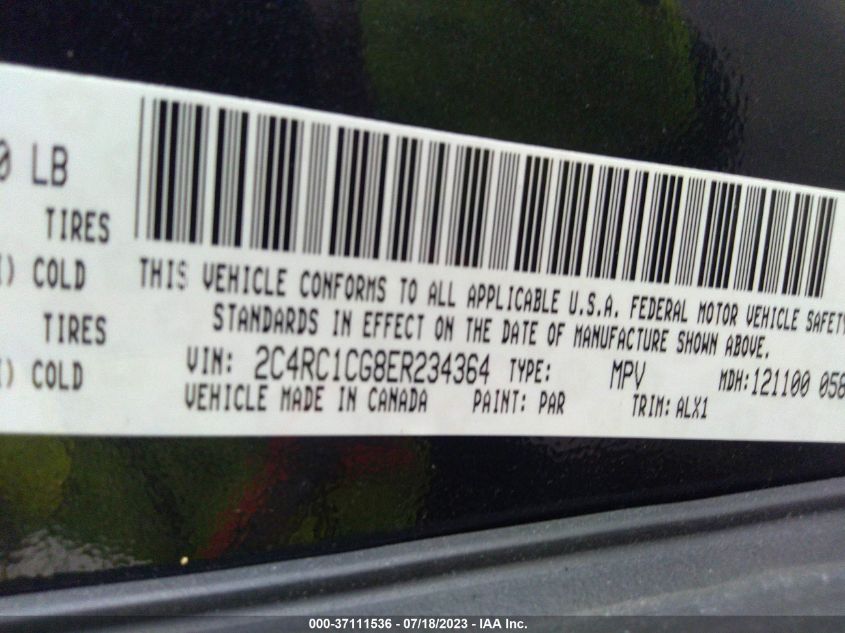 0 LB
TIRES
) COLD
TIRES
) COLD
THIS VEHICLE CONFORMS TO ALL APPLICABLE U.S.A. FEDERAL MOTOR VEHICLE SAFETY
STANDARDS IN EFFECT ON THE DATE OF MANUFACTURE SHOWN ABOVE.
VIN: 2C4RC1CG8ER234364 TYPE: MPV MDH:121100 058
VEHICLE MADE IN CANADA PAINT: PAR TRIM: ALX1
000-37111536 - 07/18/2023 - IAA Inc.